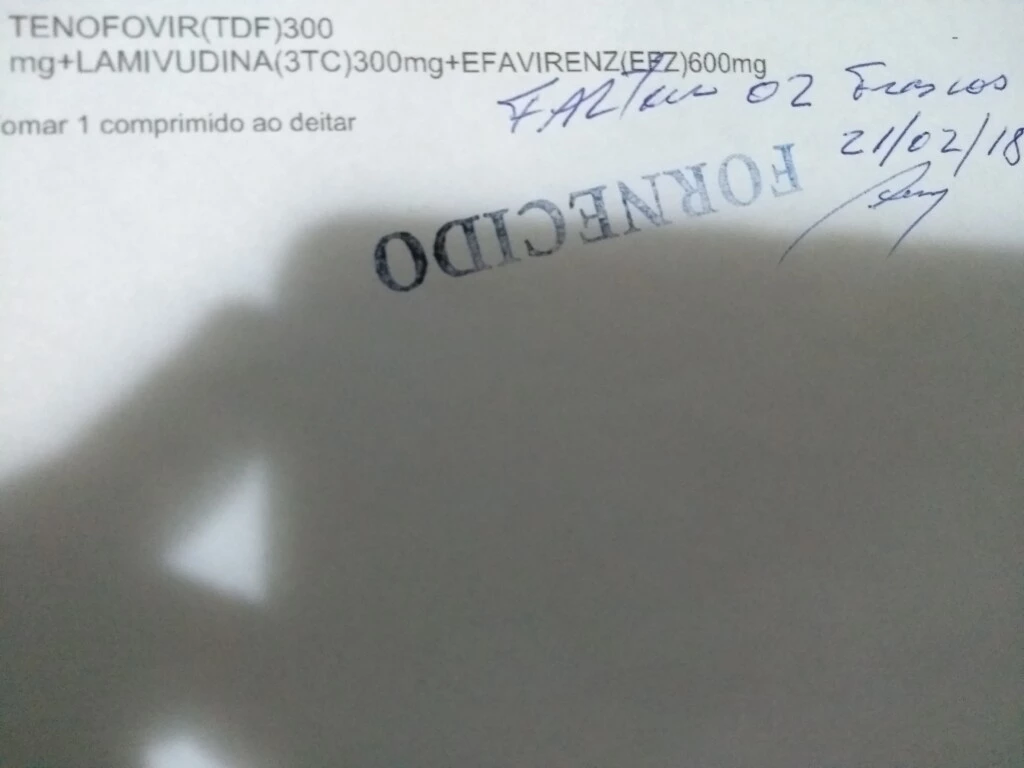 TENOFOVIR(TDF)300
mg+LAMIVUDINA(3TC)300mg+EFAVIRENZ(EFZ)600mg
FALTAM 02 Frascos
omar 1 comprimido ao deitar
21/02/18
FORNECIDO